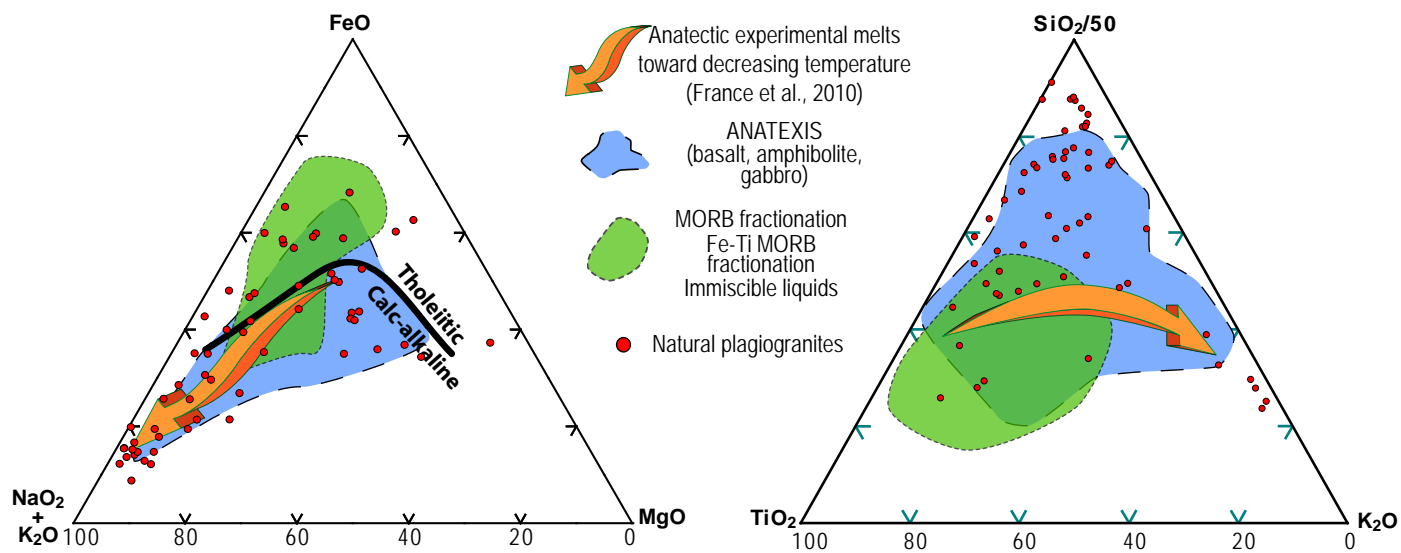 FeO
NaO₂
+
K₂O
MgO
100
80
60
40
20
0
Tholeiitic
Calc-alkaline
Anatectic experimental melts
toward decreasing temperature
(France et al., 2010)
ANATEXIS
(basalt, amphibolite,
gabbro)
MORB fractionation
Fe-Ti MORB
fractionation
Immiscible liquids
Natural plagiogranites
SiO₂/50
TiO₂
K₂O
100
80
60
40
20
0